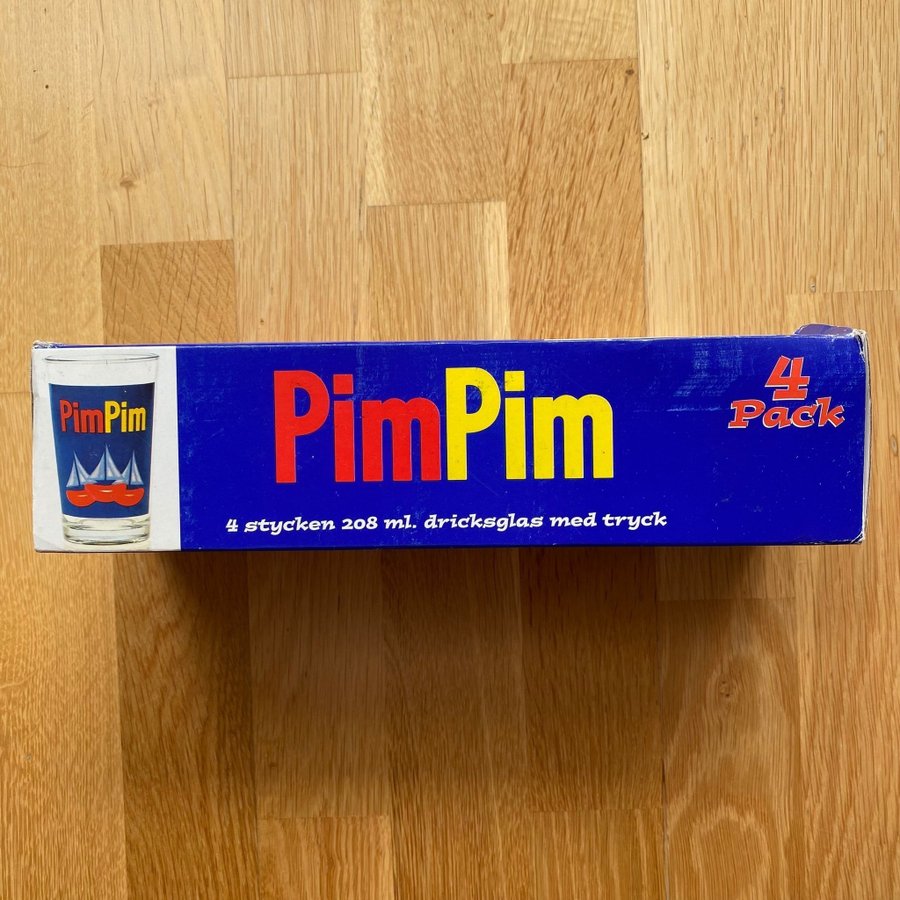 PimPim
PimPim
4 stycken 208 ml. dricksglas med tryck
4
Pack